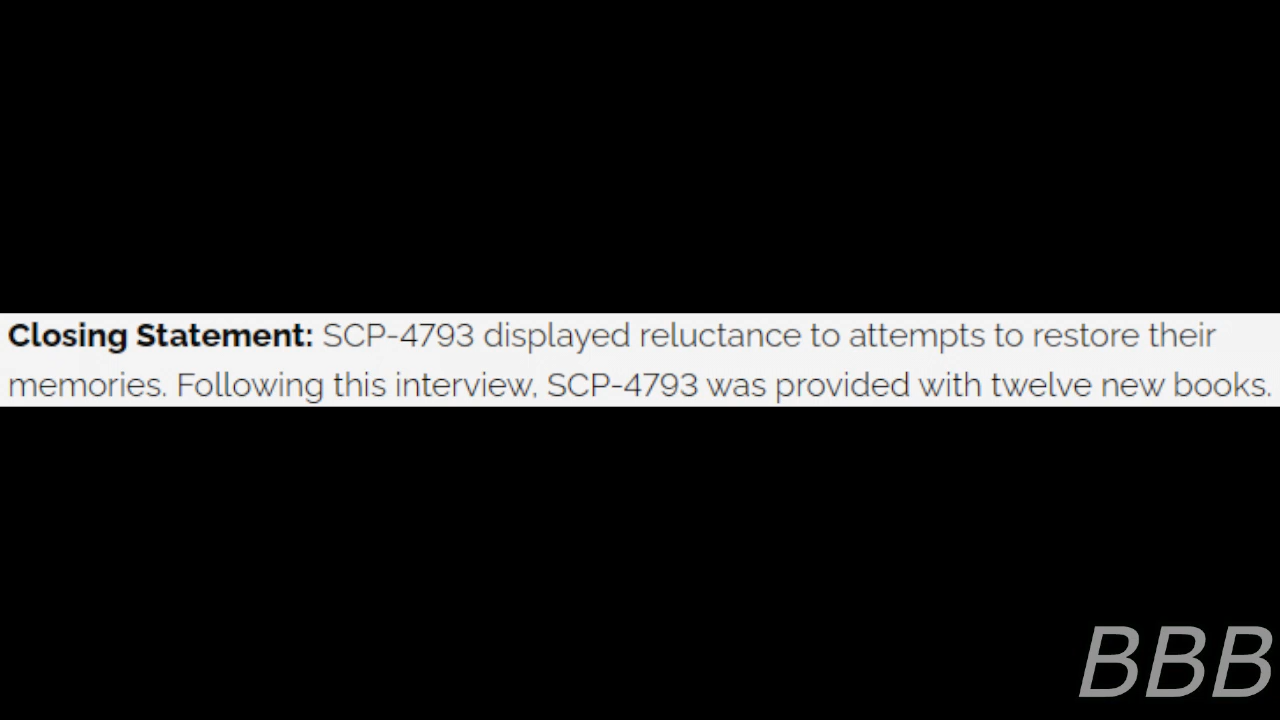 Closing Statement: SCP-4793 displayed reluctance to attempts to restore their
memories. Following this interview, SCP-4793 was provided with twelve new books.
BBB